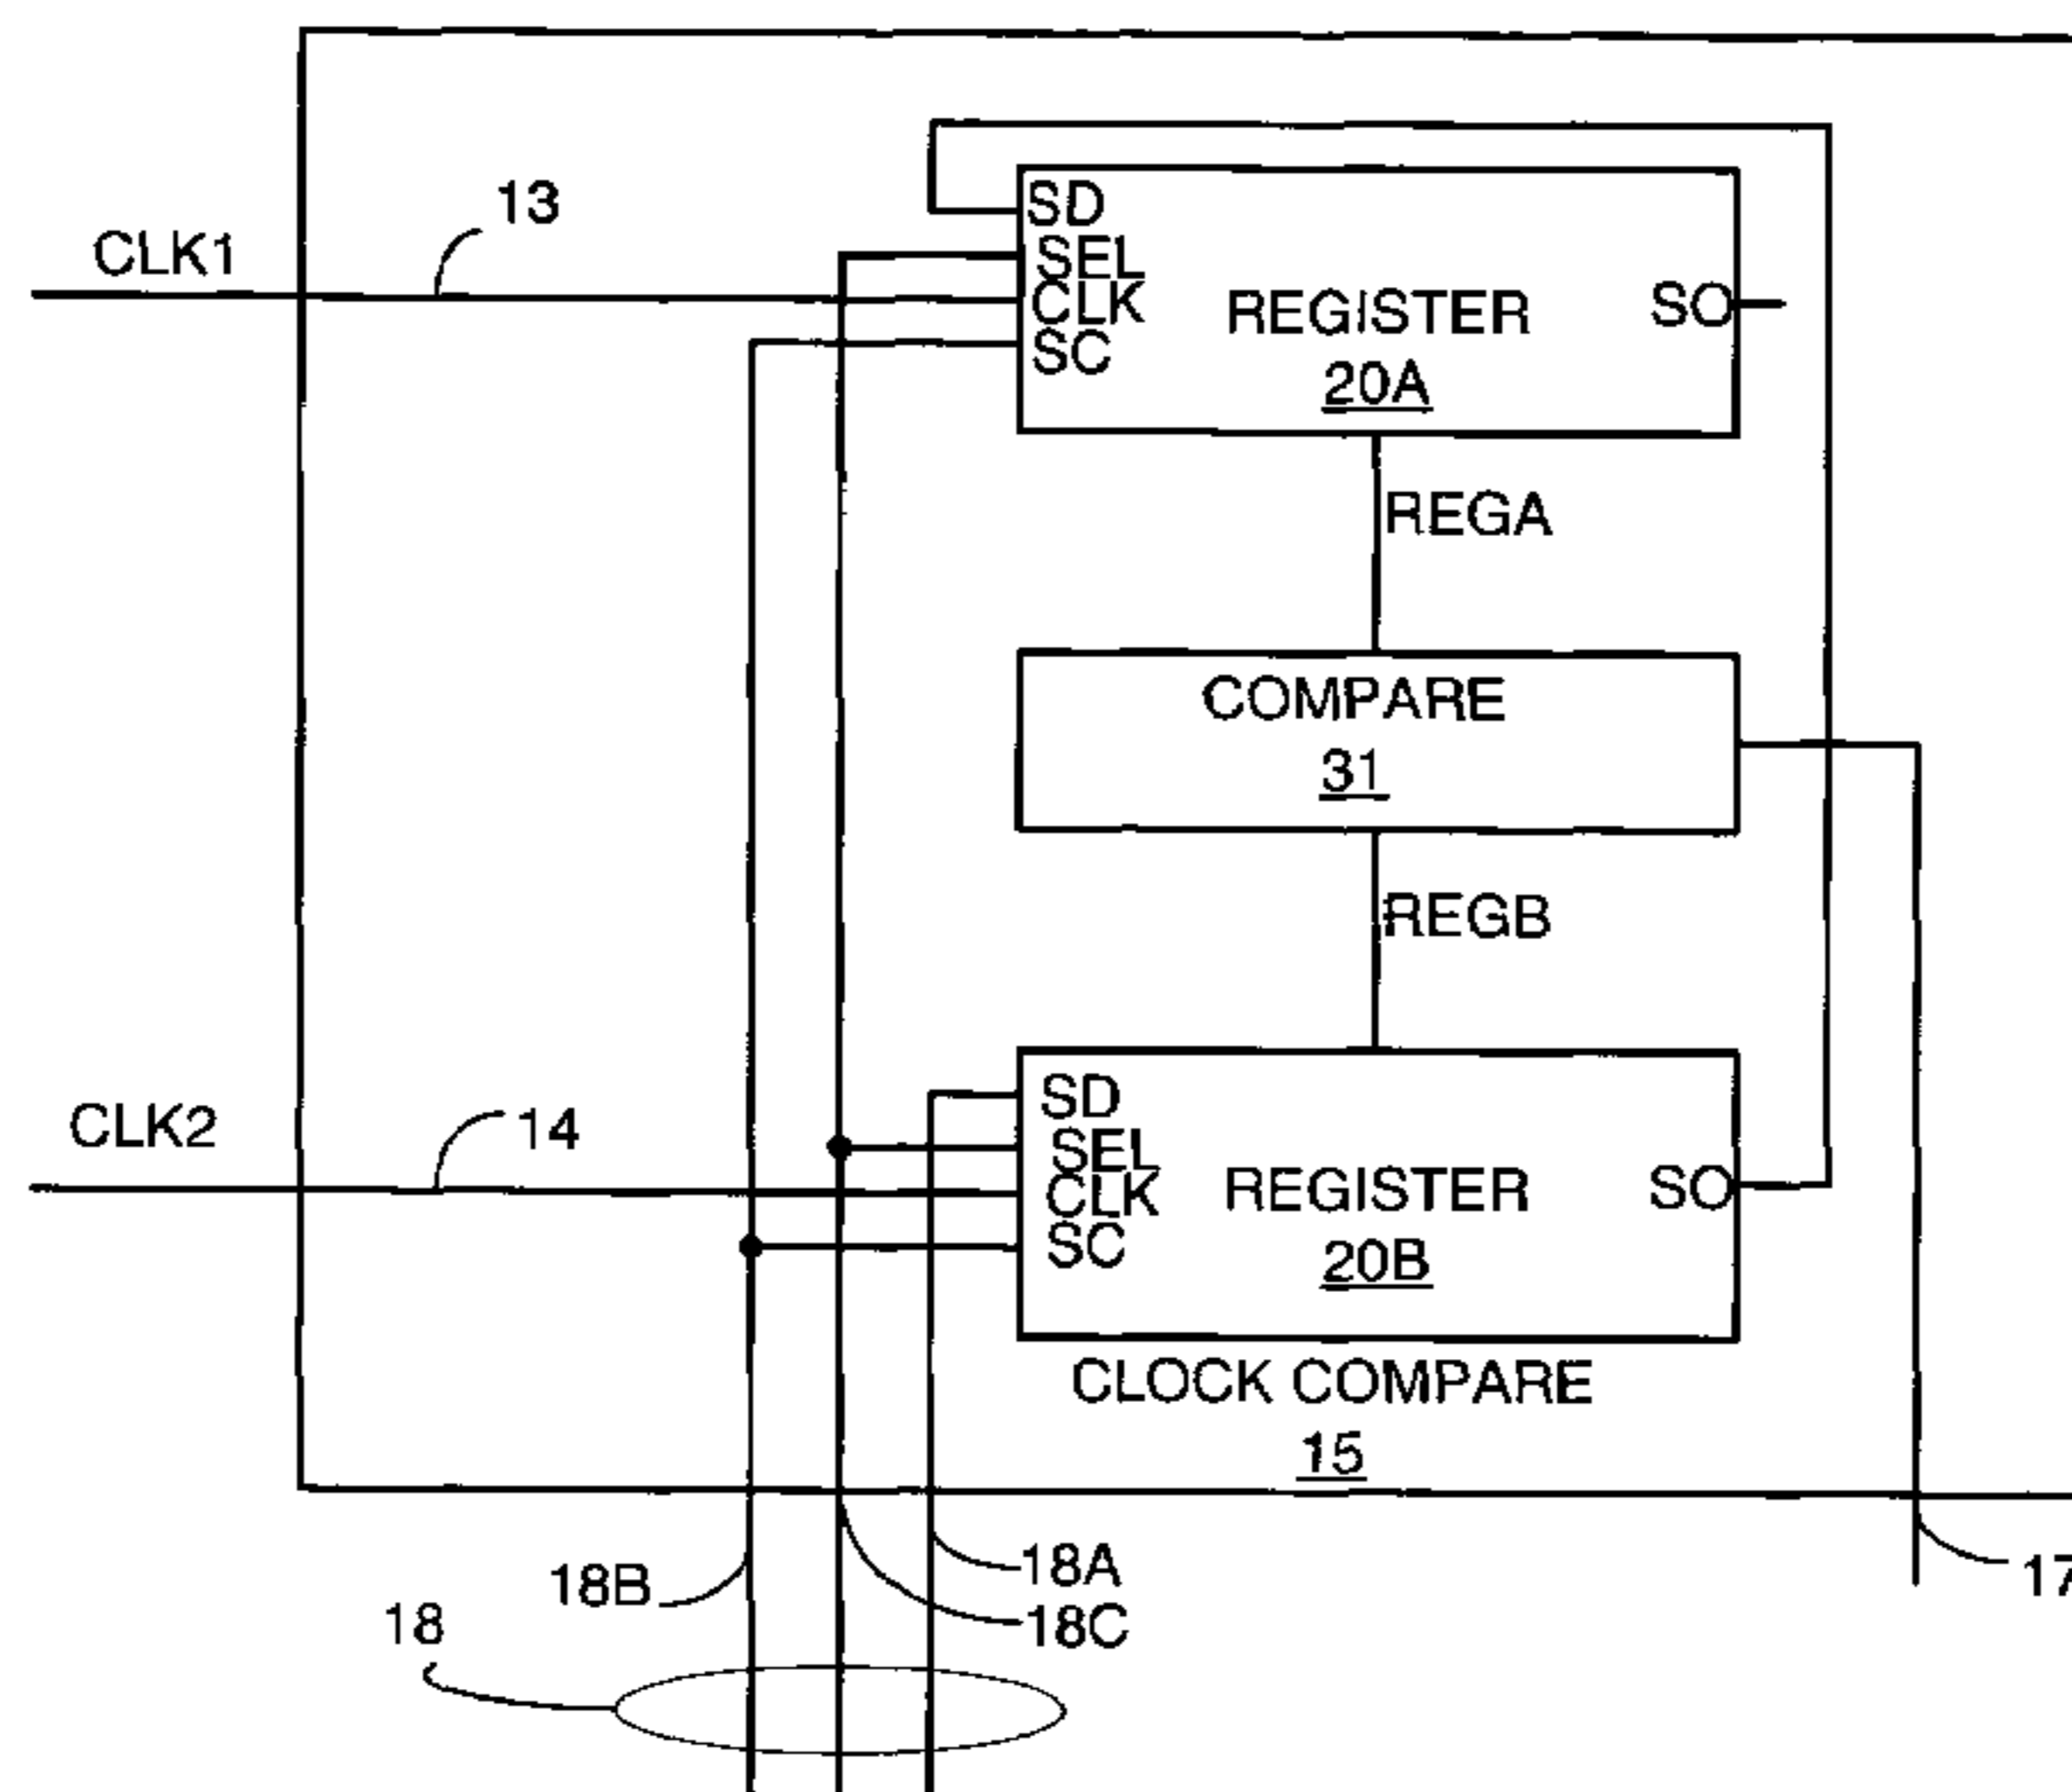 13
CLK1
SD
SEL
CLK
SC
REGISTER
20A
SO
REGA
COMPARE
31
REGB
CLK2
14
SD
SEL
CLK
SC
REGISTER
20B
SO
CLOCK COMPARE
15
18B
18A
18C
18
17